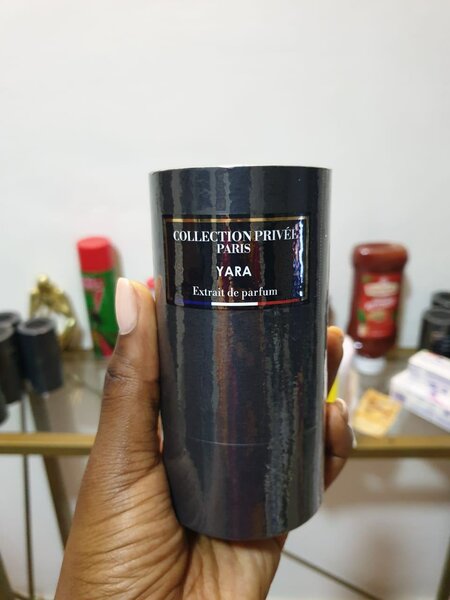 COLLECTION PRIVÉE
PARIS
YARA
Extrait de parfum